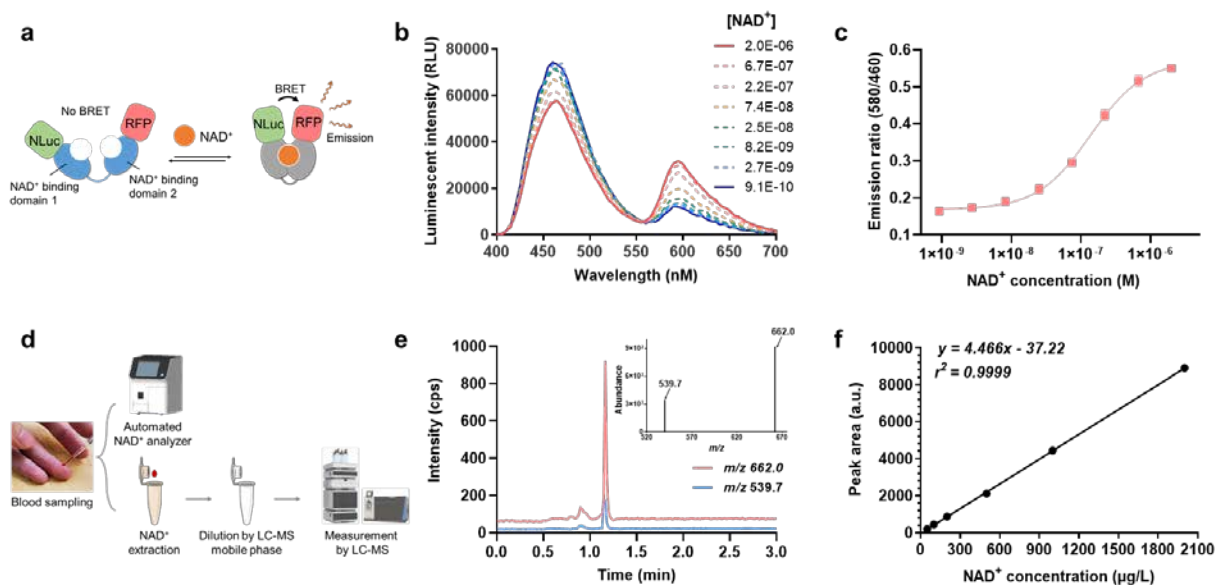 a
No BRET
NLuc
RFP
NAD⁺
BRET
NLuc
RFP
Emission
NAD⁺ binding
domain 1
NAD⁺ binding
domain 2
b
Luminescent intensity (RLU)
80000
60000
40000
20000
0
400
450
500
550
600
650
700
Wavelength (nM)
[NAD⁺]
2.0E-06
6.7E-07
2.2E-07
7.4E-08
2.5E-08
8.2E-09
2.7E-09
9.1E-10
c
Emission ratio (580/460)
0.6
0.5
0.4
0.3
0.2
0.1
1×10⁻⁹
1×10⁻⁸
1×10⁻⁷
1×10⁻⁶
NAD⁺ concentration (M)
d
Automated
NAD⁺ analyzer
Blood sampling
NAD⁺
extraction
Dilution by LC-MS
mobile phase
Measurement
by LC-MS
e
Intensity (cps)
1000
800
600
400
200
0
0.0
0.5
1.0
1.5
2.0
2.5
3.0
Time (min)
Abundance
0
539.7
662.0
520
570
620
670
m/z
m/z 662.0
m/z 539.7
f
y = 4.466x - 37.22
r² = 0.9999
Peak area (a.u.)
10000
8000
6000
4000
2000
0
0
300
600
900
1200
1500
1800
2100
NAD⁺ concentration (µg/L)